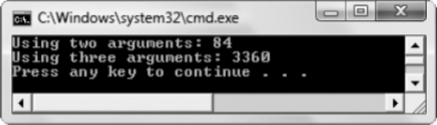 C:\Windows\system32\cmd.exe
Using two arguments: 84
Using three arguments: 3360
Press any key to continue . . .